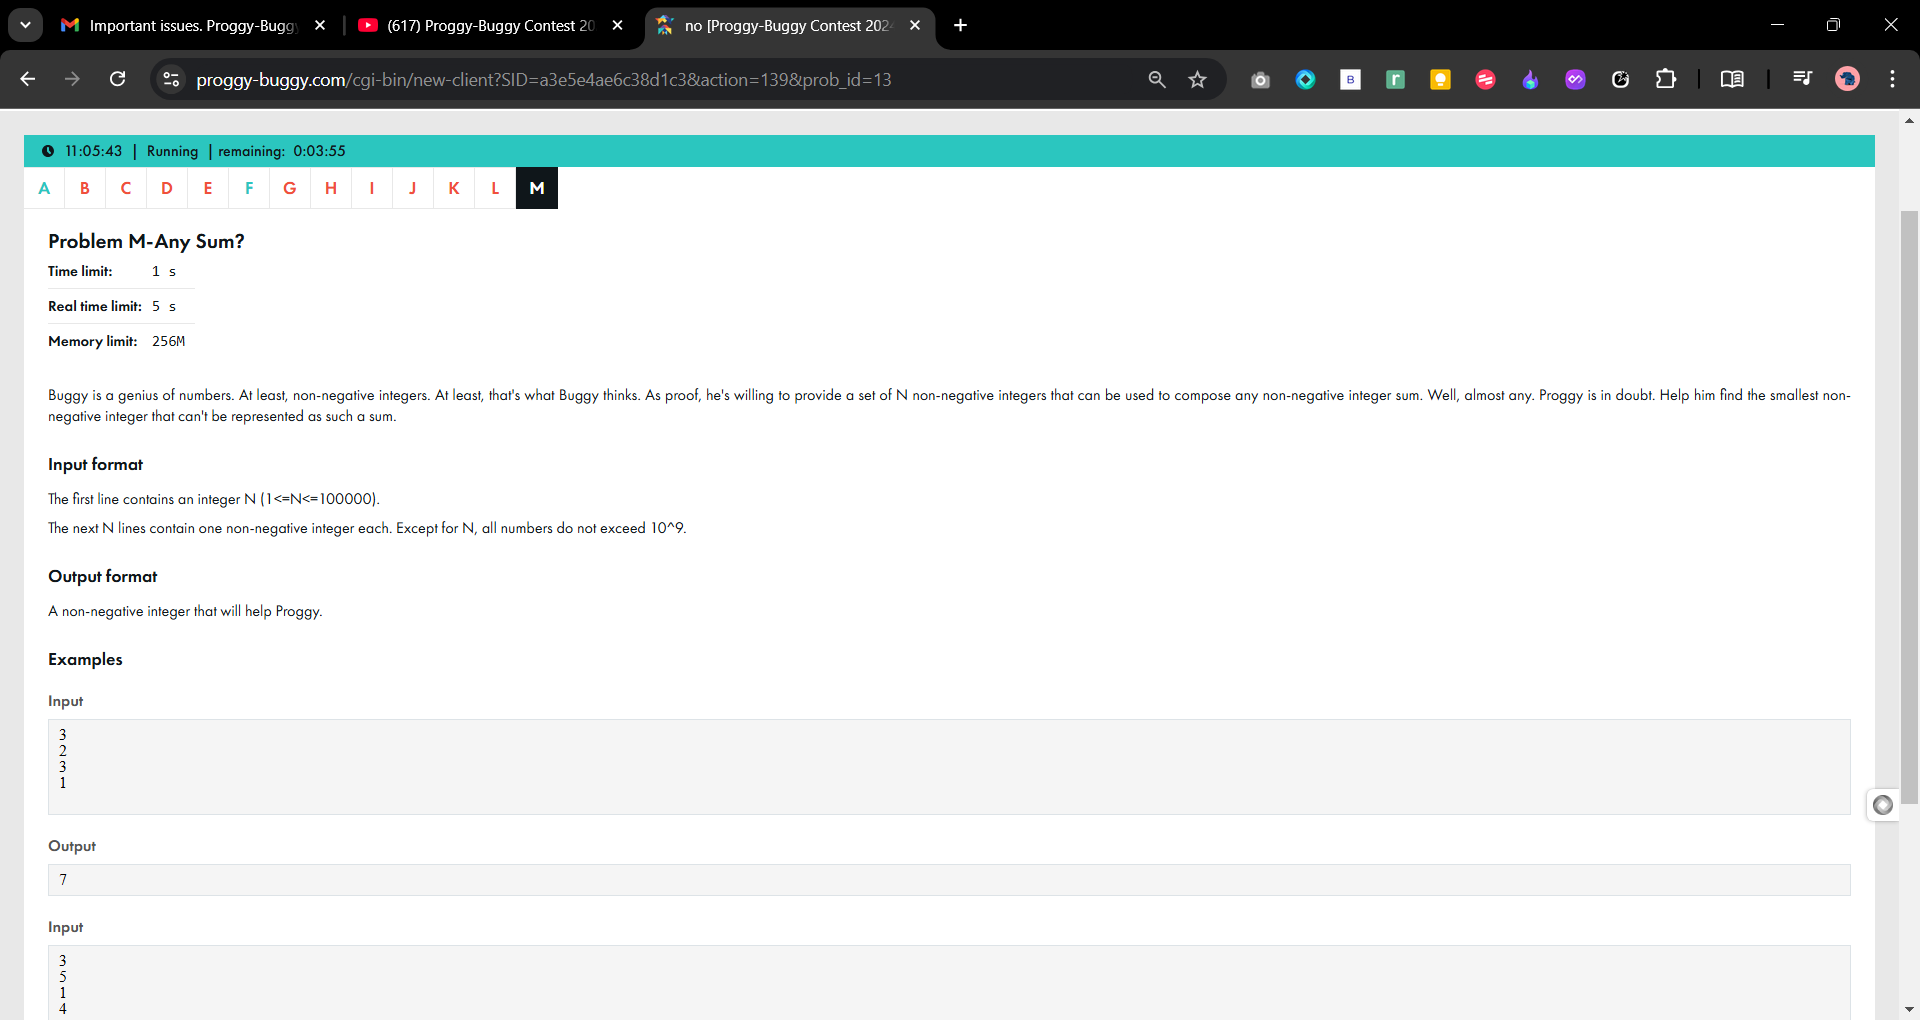 Important issues. Proggy-Bugg
(617) Proggy-Buggy Contest 20
no [Proggy-Buggy Contest 202
proggy-buggy.com/cgi-bin/new-client?SID=a3e5e4ae6c38d1c3&action=139&prob_id=13
11:05:43 | Running | remaining: 0:03:55
A B C D E F G H I J K L M
Problem M-Any Sum?
Time limit: 1 s
Real time limit: 5 s
Memory limit: 256M
Buggy is a genius of numbers. At least, non-negative integers. At least, that's what Buggy thinks. As proof, he's willing to provide a set of N non-negative integers that can be used to compose any non-negative integer sum. Well, almost any. Proggy is in doubt. Help him find the smallest non-
negative integer that can't be represented as such a sum.
Input format
The first line contains an integer N (1<=N<=100000).
The next N lines contain one non-negative integer each. Except for N, all numbers do not exceed 10^9.
Output format
A non-negative integer that will help Proggy.
Examples
Input
3
2
3
1
Output
7
Input
3
5
1
4